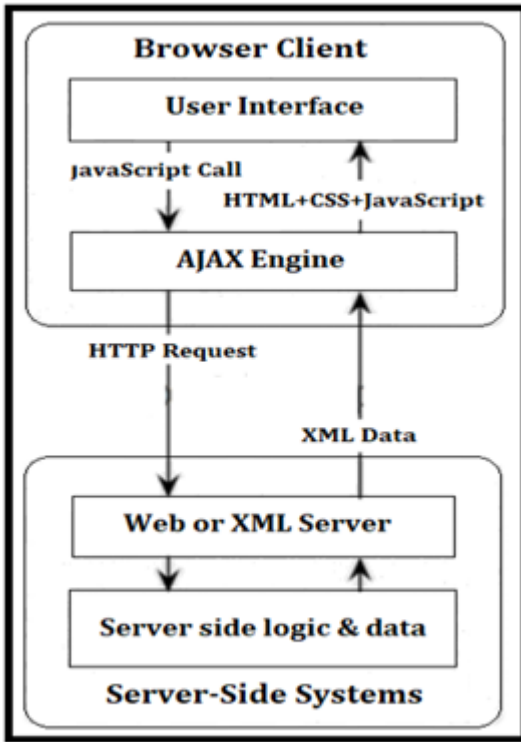 Browser Client
User Interface
JavaScript Call
HTML+CSS+JavaScript
AJAX Engine
HTTP Request
XML Data
Web or XML Server
Server side logic & data
Server-Side Systems